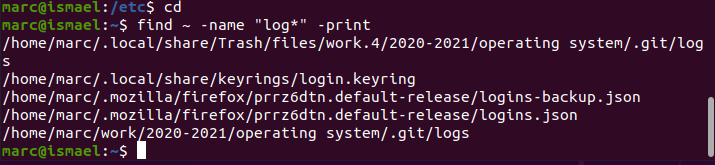 marc@ismael:/etc$ cd
marc@ismael:~$ find ~ -name "log*" -print
/home/marc/.local/share/Trash/files/work.4/2020-2021/operating system/.git/log
s
/home/marc/.local/share/keyrings/login.keyring
/home/marc/.mozilla/firefox/prrz6dtn.default-release/logins-backup.json
/home/marc/.mozilla/firefox/prrz6dtn.default-release/logins.json
/home/marc/work/2020-2021/operating system/.git/logs
marc@ismael:~$